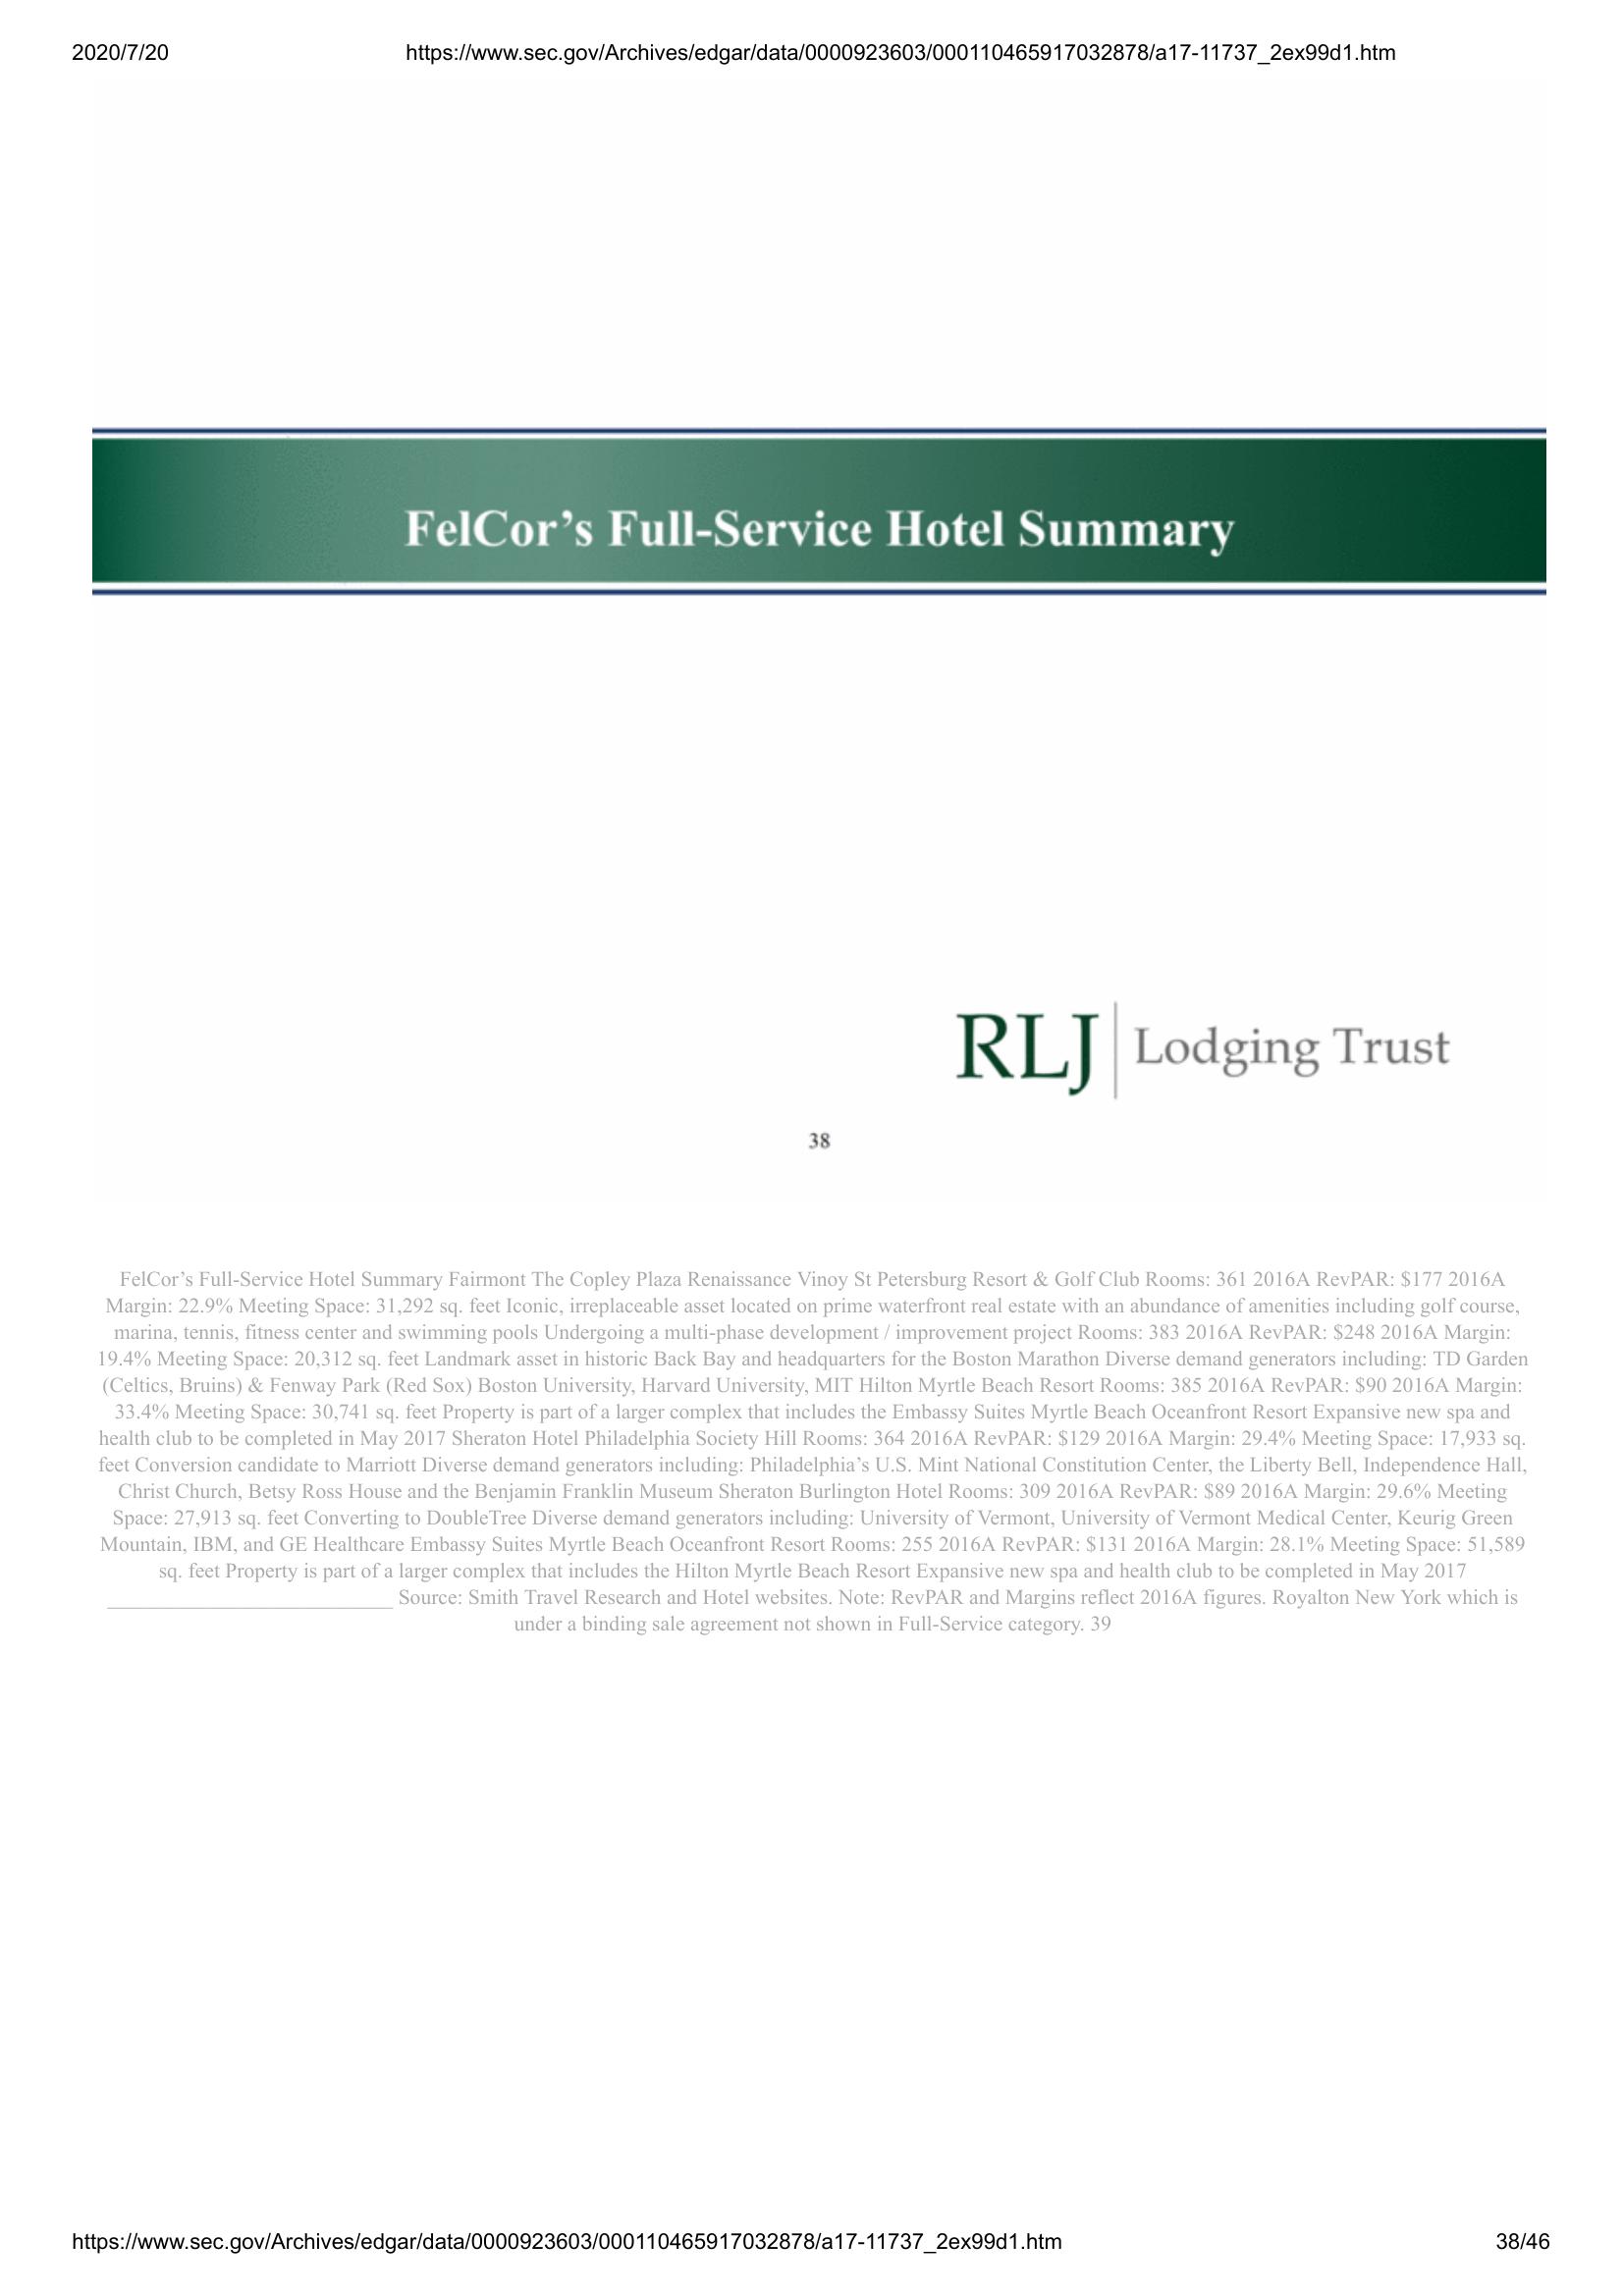 2020/7/20 https://www.sec.gov/Archives/edgar/data/0000923603/000110465917032878/a17-11737_2ex99d1.htm
FelCor’s Full-Service Hotel Summary
RLJ Lodging Trust
38
FelCor’s Full-Service Hotel Summary Fairmont The Copley Plaza Renaissance Vinoy St Petersburg Resort & Golf Club Rooms: 361 2016A RevPAR: $177 2016A
Margin: 22.9% Meeting Space: 31,292 sq. feet Iconic, irreplaceable asset located on prime waterfront real estate with an abundance of amenities including golf course,
marina, tennis, fitness center and swimming pools Undergoing a multi-phase development / improvement project Rooms: 383 2016A RevPAR: $248 2016A Margin:
19.4% Meeting Space: 20,312 sq. feet Landmark asset in historic Back Bay and headquarters for the Boston Marathon Diverse demand generators including: TD Garden
(Celtics, Bruins) & Fenway Park (Red Sox) Boston University, Harvard University, MIT Hilton Myrtle Beach Resort Rooms: 385 2016A RevPAR: $90 2016A Margin:
33.4% Meeting Space: 30,741 sq. feet Property is part of a larger complex that includes the Embassy Suites Myrtle Beach Oceanfront Resort Expansive new spa and
health club to be completed in May 2017 Sheraton Hotel Philadelphia Society Hill Rooms: 364 2016A RevPAR: $129 2016A Margin: 29.4% Meeting Space: 17,933 sq.
feet Conversion candidate to Marriott Diverse demand generators including: Philadelphia’s U.S. Mint National Constitution Center, the Liberty Bell, Independence Hall,
Christ Church, Betsy Ross House and the Benjamin Franklin Museum Sheraton Burlington Hotel Rooms: 309 2016A RevPAR: $89 2016A Margin: 29.6% Meeting
Space: 27,913 sq. feet Converting to DoubleTree Diverse demand generators including: University of Vermont, University of Vermont Medical Center, Keurig Green
Mountain, IBM, and GE Healthcare Embassy Suites Myrtle Beach Oceanfront Resort Rooms: 255 2016A RevPAR: $131 2016A Margin: 28.1% Meeting Space: 51,589
sq. feet Property is part of a larger complex that includes the Hilton Myrtle Beach Resort Expansive new spa and health club to be completed in May 2017
___________________________ Source: Smith Travel Research and Hotel websites. Note: RevPAR and Margins reflect 2016A figures. Royalton New York which is
under a binding sale agreement not shown in Full-Service category. 39
https://www.sec.gov/Archives/edgar/data/0000923603/000110465917032878/a17-11737_2ex99d1.htm 38/46